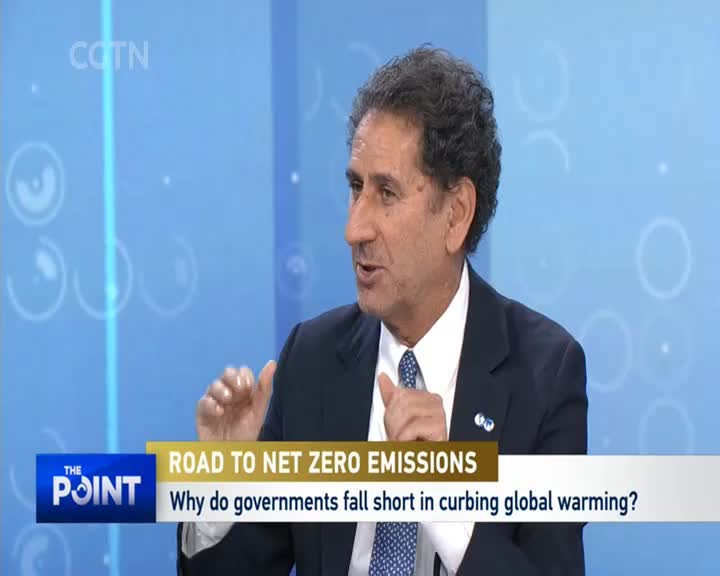 CGTN
ROAD TO NET ZERO EMISSIONS
THE
POINT
Why do governments fall short in curbing global warming?